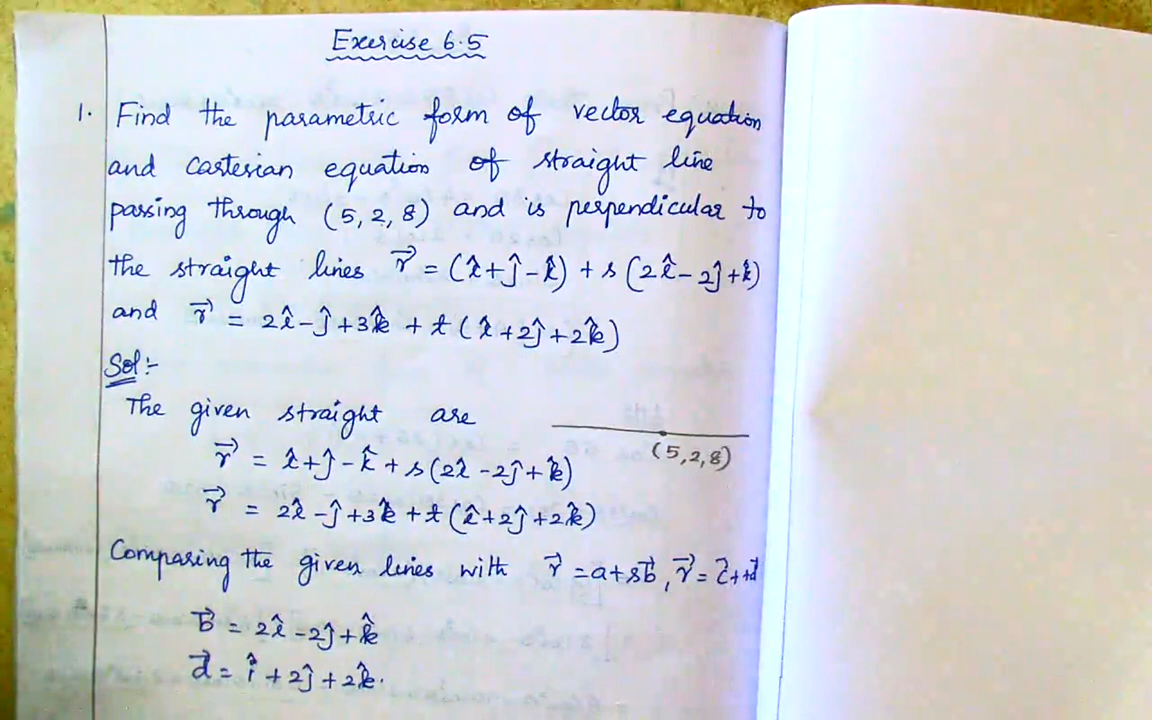 Exercise 6.5
1. Find the parametric form of vector equation
and cartesian equation of straight line
passing through (5, 2, 8) and is perpendicular to
the straight lines r⃗ = (î+ĵ-k̂) + s (2î-2ĵ+k̂)
and r⃗ = 2î-ĵ+3k̂ + t (î+2ĵ+2k̂)
Sol:-
The given straight are
r⃗ = î+ĵ-k̂+s(2î-2ĵ+k̂)
(5,2,8)
r⃗ = 2î-ĵ+3k̂+t(î+2ĵ+2k̂)
Comparing the given lines with r⃗ = a+sb⃗, r⃗ = c⃗+td⃗
b⃗ = 2î-2ĵ+k̂
d⃗ = î+2ĵ+2k̂.